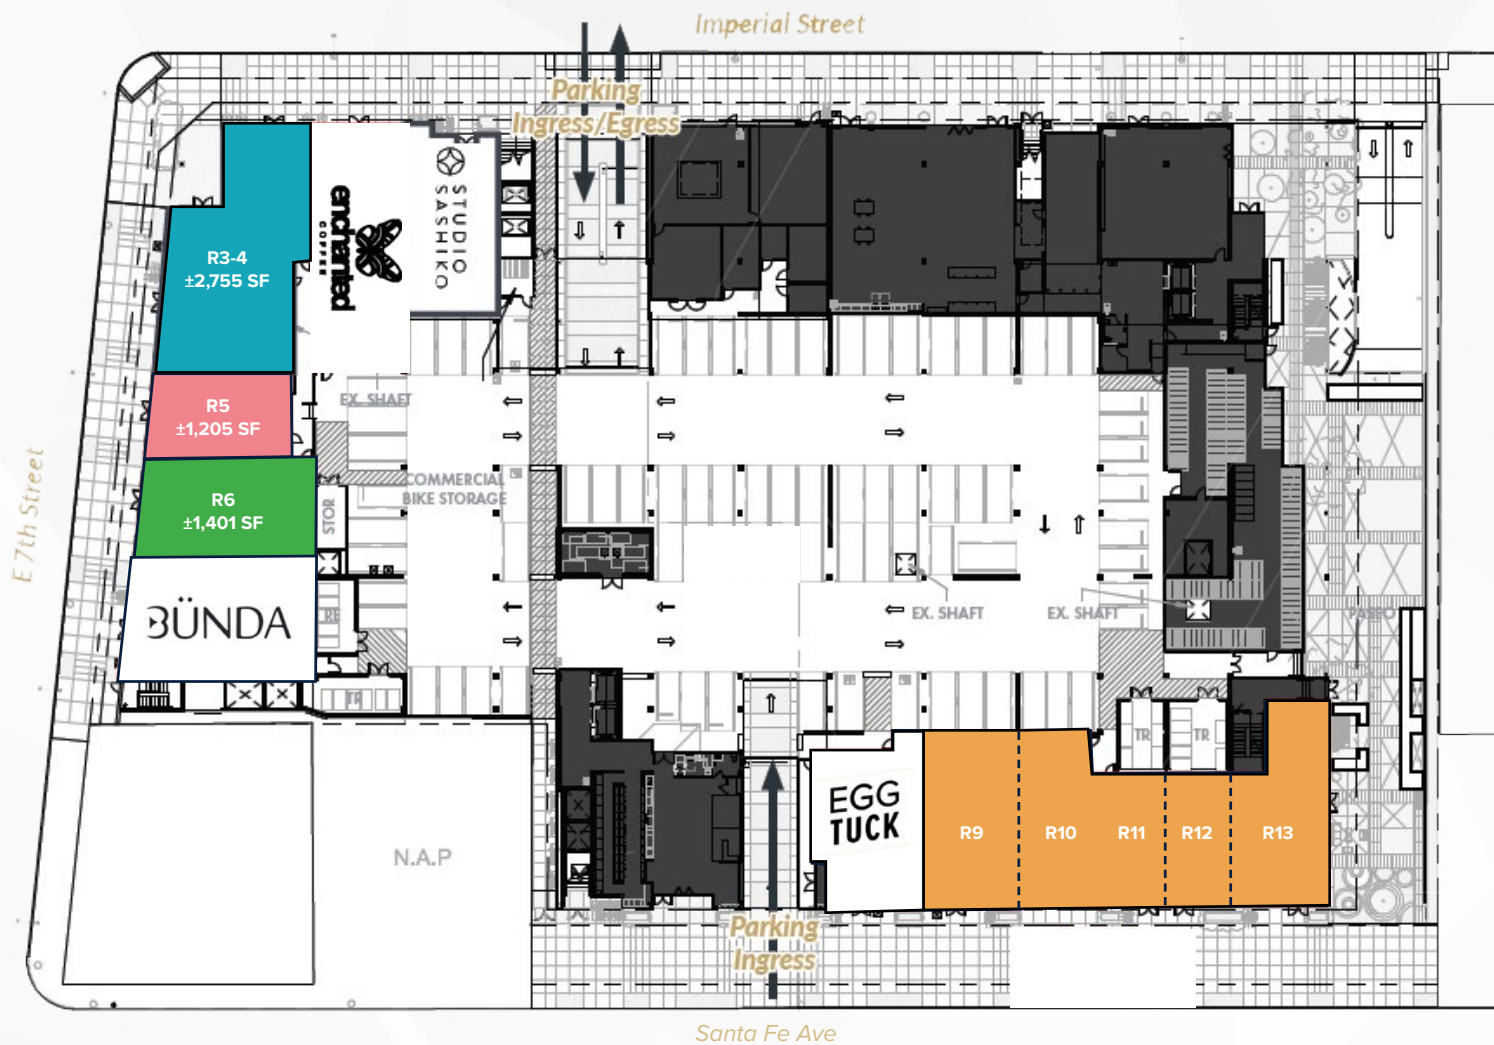 Imperial Street
Parking
Ingress/Egress
STUDIO
SASHIKO
enchanted
COFFEE
R3-4
±2,755 SF
R5
±1,205 SF
EX. SHAFT
E 7th Street
R6
±1,401 SF
COMMERCIAL
BIKE STORAGE
STOR
BÜNDA
RE
EX. SHAFT
EX. SHAFT
PASEO
TR
TR
TR
EGG
TUCK
R9
R10
R11
R12
R13
N.A.P
Parking
Ingress
Santa Fe Ave